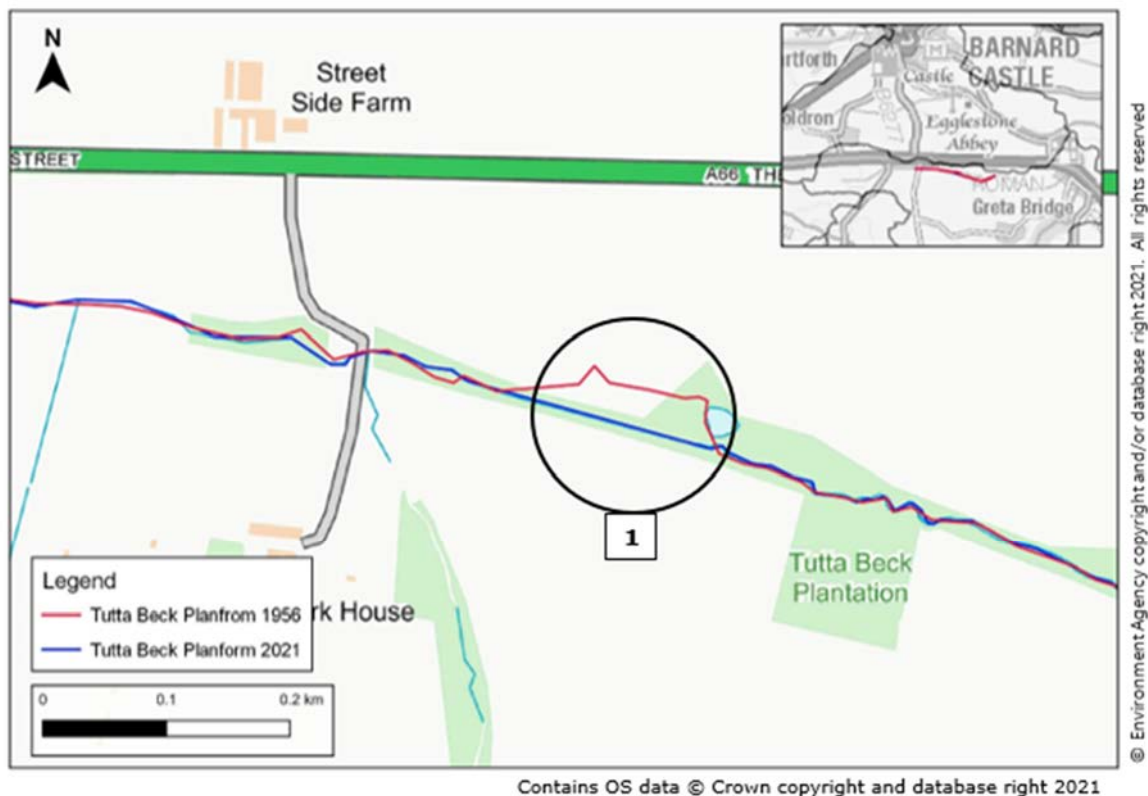 N
Street
Side Farm
STREET
A66 THE
BARNARD
CASTLE
Castle
Egglestone
Abbey
ROMAN
Greta Bridge
M
1
Tutta Beck
Plantation
rk House
Legend
Tutta Beck Planfrom 1956
Tutta Beck Planform 2021
0 0.1 0.2 km
© Environment Agency copyright and/or database right 2021. All rights reserved
Contains OS data © Crown copyright and database right 2021